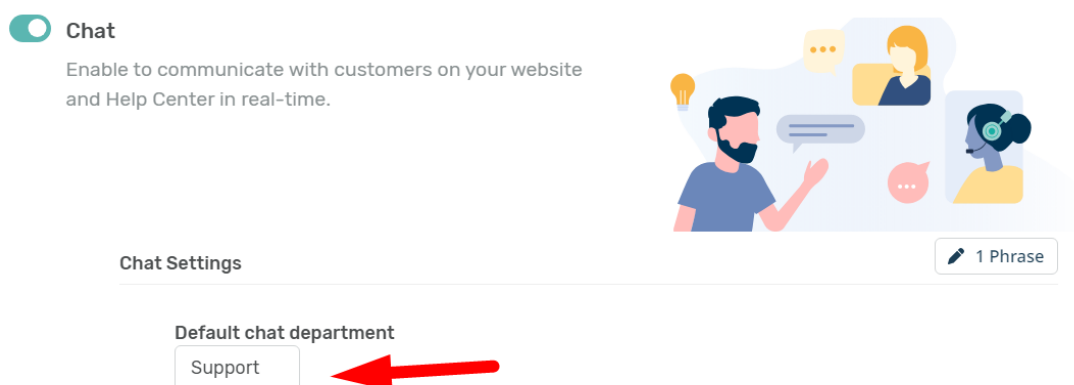 Chat
Enable to communicate with customers on your website
and Help Center in real-time.
1 Phrase
Chat Settings
Default chat department
Support